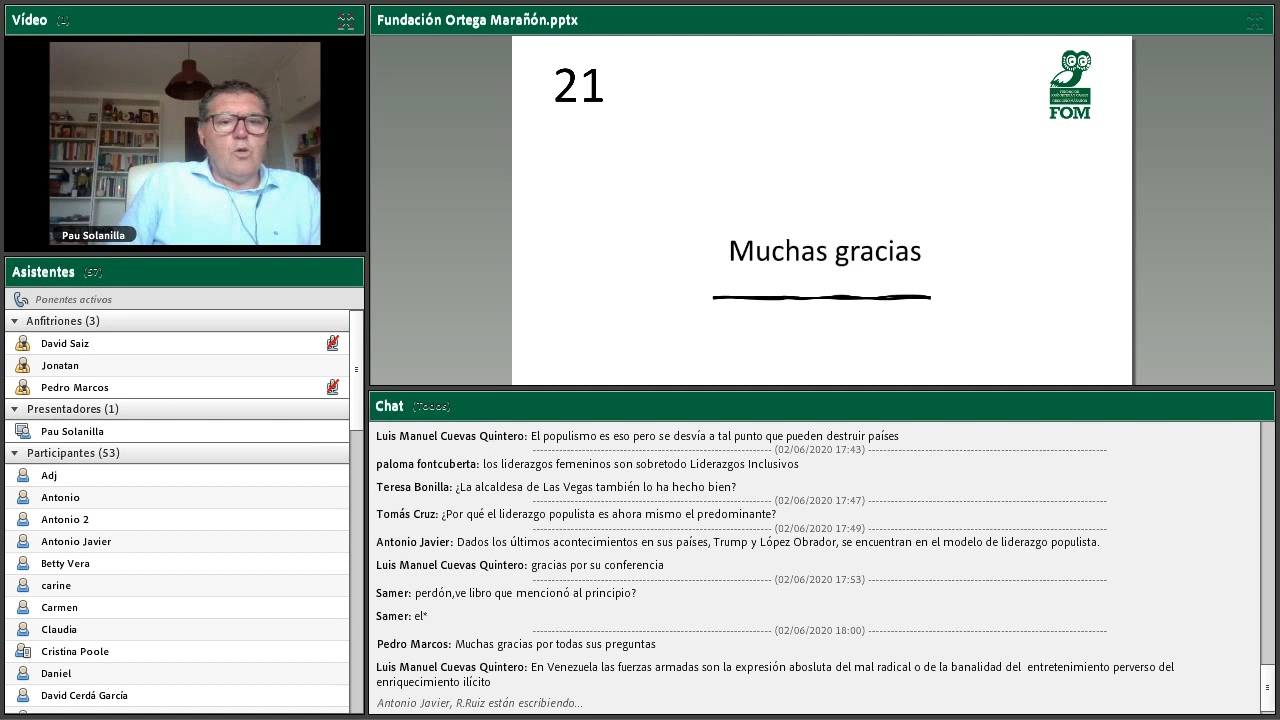 Vídeo (1)
Pau Solanilla
Asistentes (57)
Ponentes activos
Anfitriones (3)
David Saiz
Jonatan
Pedro Marcos
Presentadores (1)
Pau Solanilla
Participantes (53)
Adj
Antonio
Antonio 2
Antonio Javier
Betty Vera
carine
Carmen
Claudia
Cristina Poole
Daniel
David Cerdá García
Fundación Ortega Marañón.pptx
21
FOM
Muchas gracias
Chat (Todos)
Luis Manuel Cuevas Quintero: El populismo es eso pero se desvía a tal punto que pueden destruir países
(02/06/2020 17:43)
paloma fontcuberta: los liderazgos femeninos son sobretodo Liderazgos Inclusivos
Teresa Bonilla: ¿La alcaldesa de Las Vegas también lo ha hecho bien?
(02/06/2020 17:47)
Tomás Cruz: ¿Por qué el liderazgo populista es ahora mismo el predominante?
(02/06/2020 17:49)
Antonio Javier: Dados los últimos acontecimientos en sus países, Trump y López Obrador, se encuentran en el modelo de liderazgo populista.
Luis Manuel Cuevas Quintero: gracias por su conferencia
(02/06/2020 17:53)
Samer: perdón,ve libro que mencionó al principio?
Samer: el*
(02/06/2020 18:00)
Pedro Marcos: Muchas gracias por todas sus preguntas
Luis Manuel Cuevas Quintero: En Venezuela las fuerzas armadas son la expresión abosluta del mal radical o de la banalidad del entretenimiento perverso del
enriquecimiento ilícito
Antonio Javier, R.Ruiz están escribiendo...